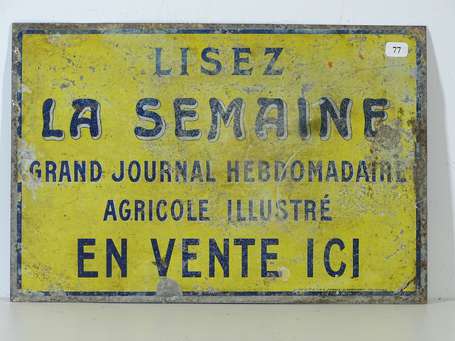 77
LISEZ
LA SEMAINE
GRAND JOURNAL HEBDOMADAIRE
AGRICOLE ILLUSTRÉ
EN VENTE ICI